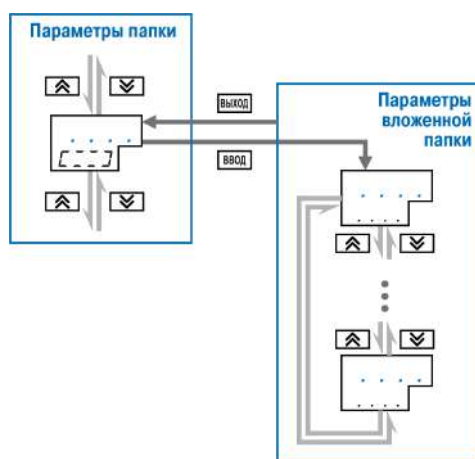 Параметры папки
ВЫХОД
ВВОД
Параметры
вложенной
папки